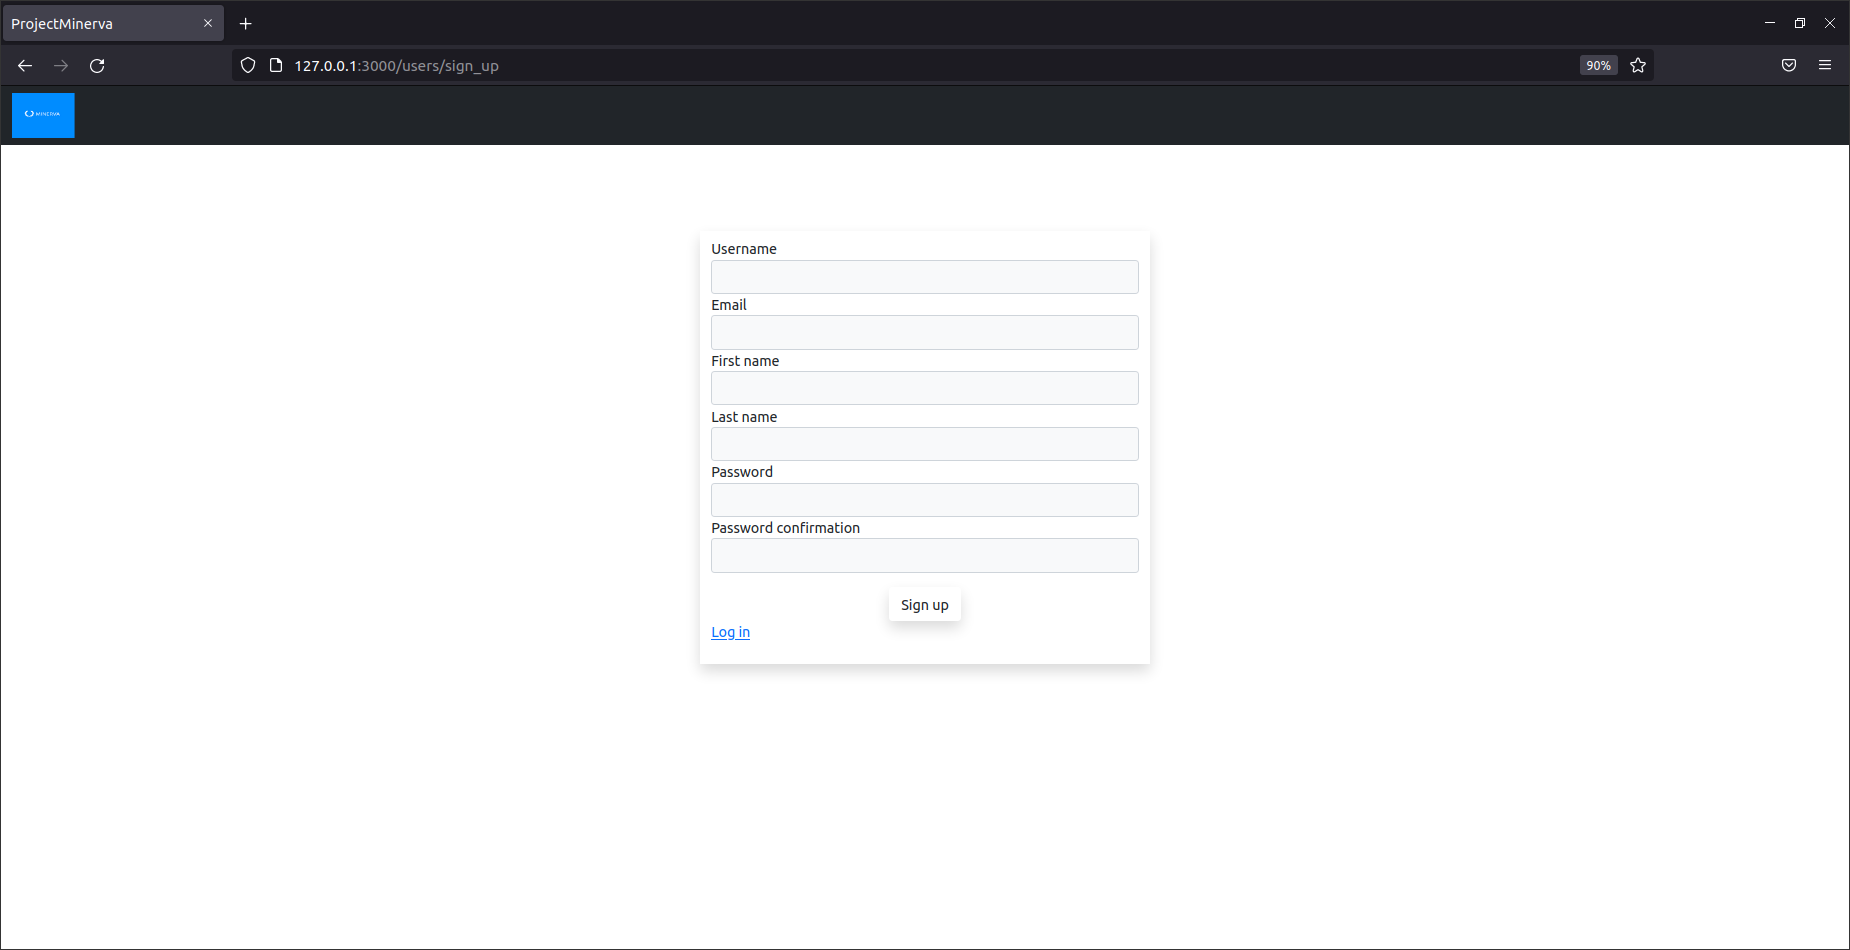 ProjectMinerva
127.0.0.1:3000/users/sign_up
90%
MINERVA
Username
Email
First name
Last name
Password
Password confirmation
Sign up
Log in